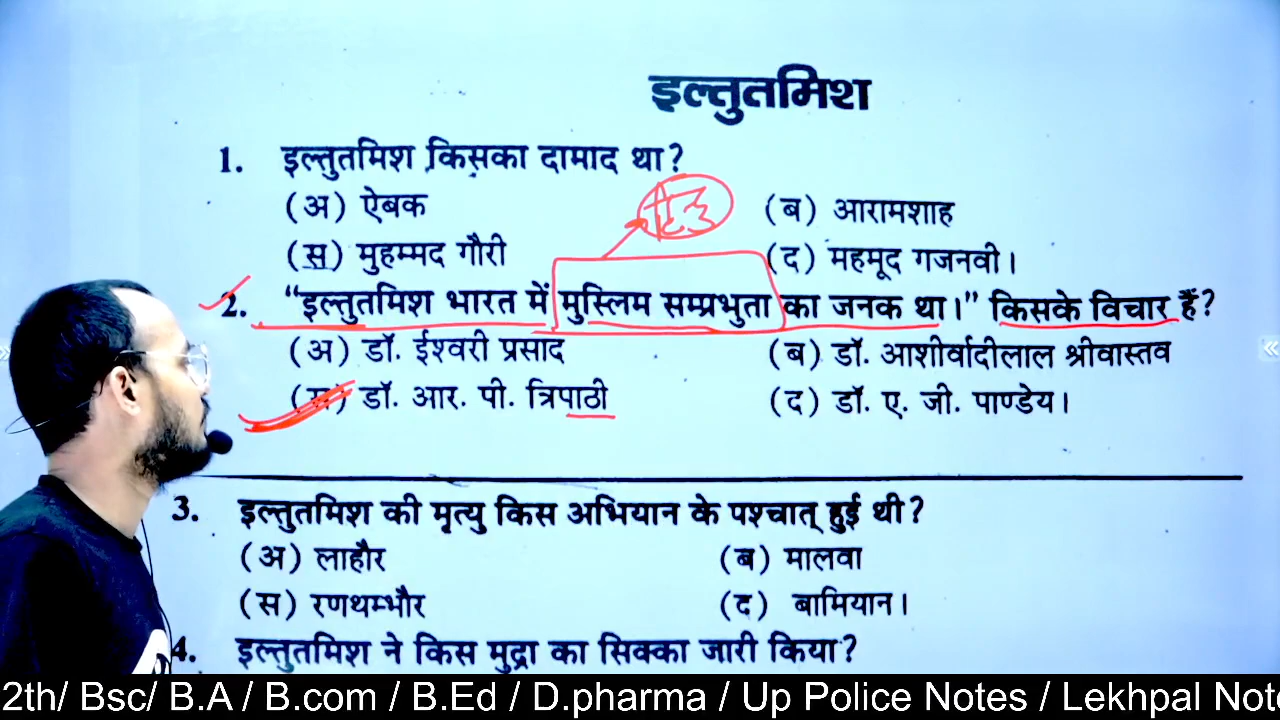 इल्तुतमिश
1. इल्तुतमिश किसका दामाद था?
(अ) ऐबक (ब) आरामशाह
(स) मुहम्मद गौरी (द) महमूद गजनवी।
2. “इल्तुतमिश भारत में मुस्लिम सम्प्रभुता का जनक था।” किसके विचार हैं?
(अ) डॉ. ईश्वरी प्रसाद (ब) डॉ. आशीर्वादीलाल श्रीवास्तव
(स) डॉ. आर. पी. त्रिपाठी (द) डॉ. ए. जी. पाण्डेय।
3. इल्तुतमिश की मृत्यु किस अभियान के पश्चात् हुई थी?
(अ) लाहौर (ब) मालवा
(स) रणथम्भौर (द) बामियान।
4. इल्तुतमिश ने किस मुद्रा का सिक्का जारी किया?
2th/ Bsc/ B.A / B.com / B.Ed / D.pharma / Up Police Notes / Lekhpal